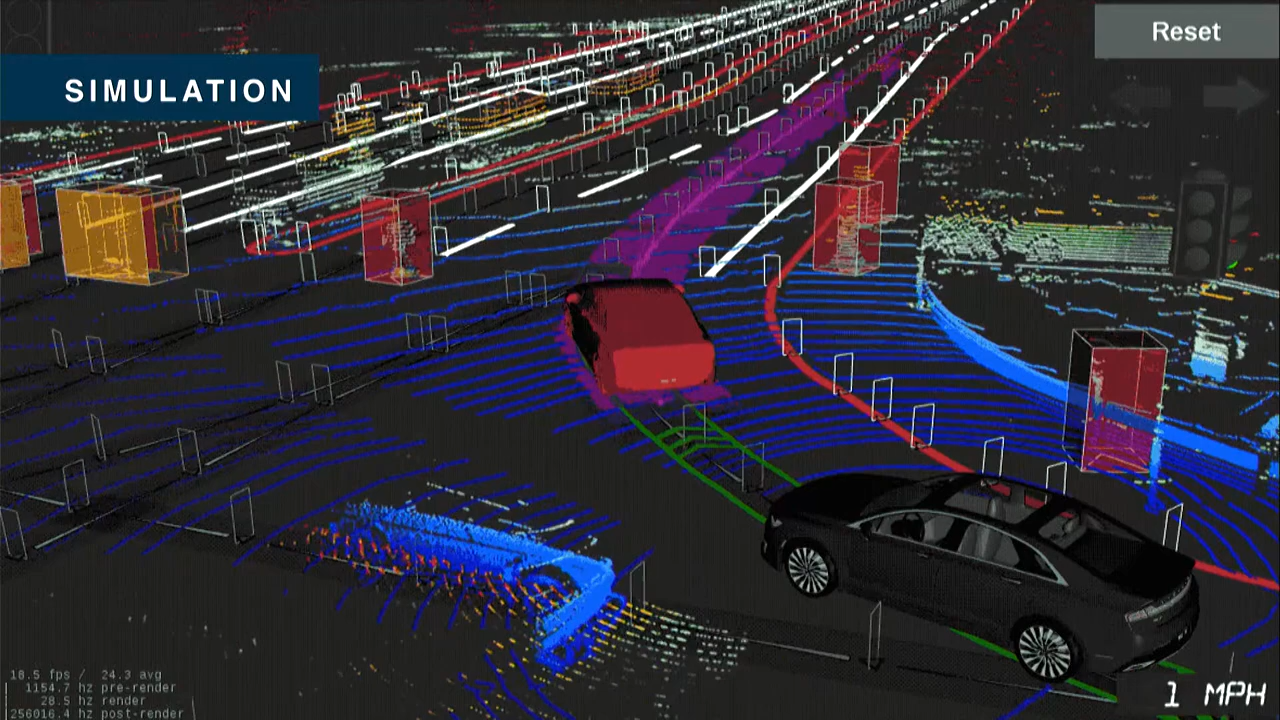 Reset
SIMULATION
18.5 fps / 24.3 avg
1154.7 hz pre-render
28.5 hz render
256016.4 hz post-render
1 MPH